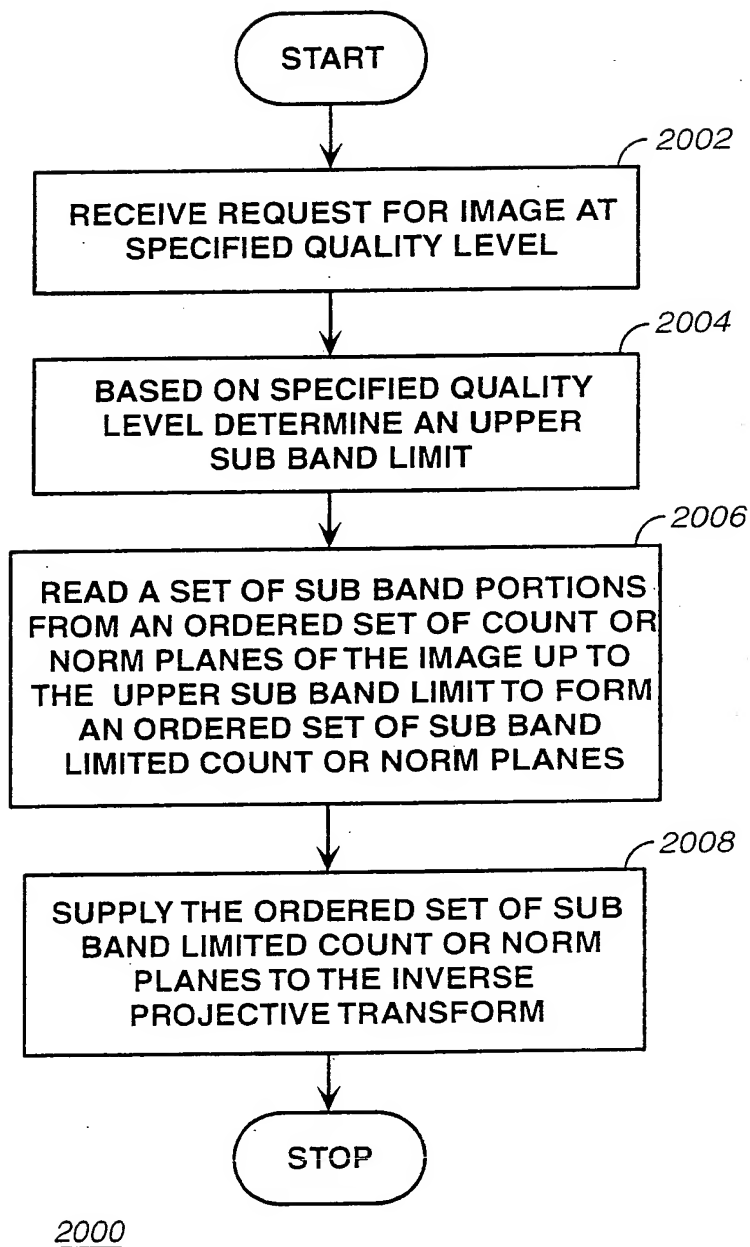 START
2002
RECEIVE REQUEST FOR IMAGE AT
SPECIFIED QUALITY LEVEL
2004
BASED ON SPECIFIED QUALITY
LEVEL DETERMINE AN UPPER
SUB BAND LIMIT
2006
READ A SET OF SUB BAND PORTIONS
FROM AN ORDERED SET OF COUNT OR
NORM PLANES OF THE IMAGE UP TO
THE UPPER SUB BAND LIMIT TO FORM
AN ORDERED SET OF SUB BAND
LIMITED COUNT OR NORM PLANES
2008
SUPPLY THE ORDERED SET OF SUB
BAND LIMITED COUNT OR NORM
PLANES TO THE INVERSE
PROJECTIVE TRANSFORM
STOP
2000